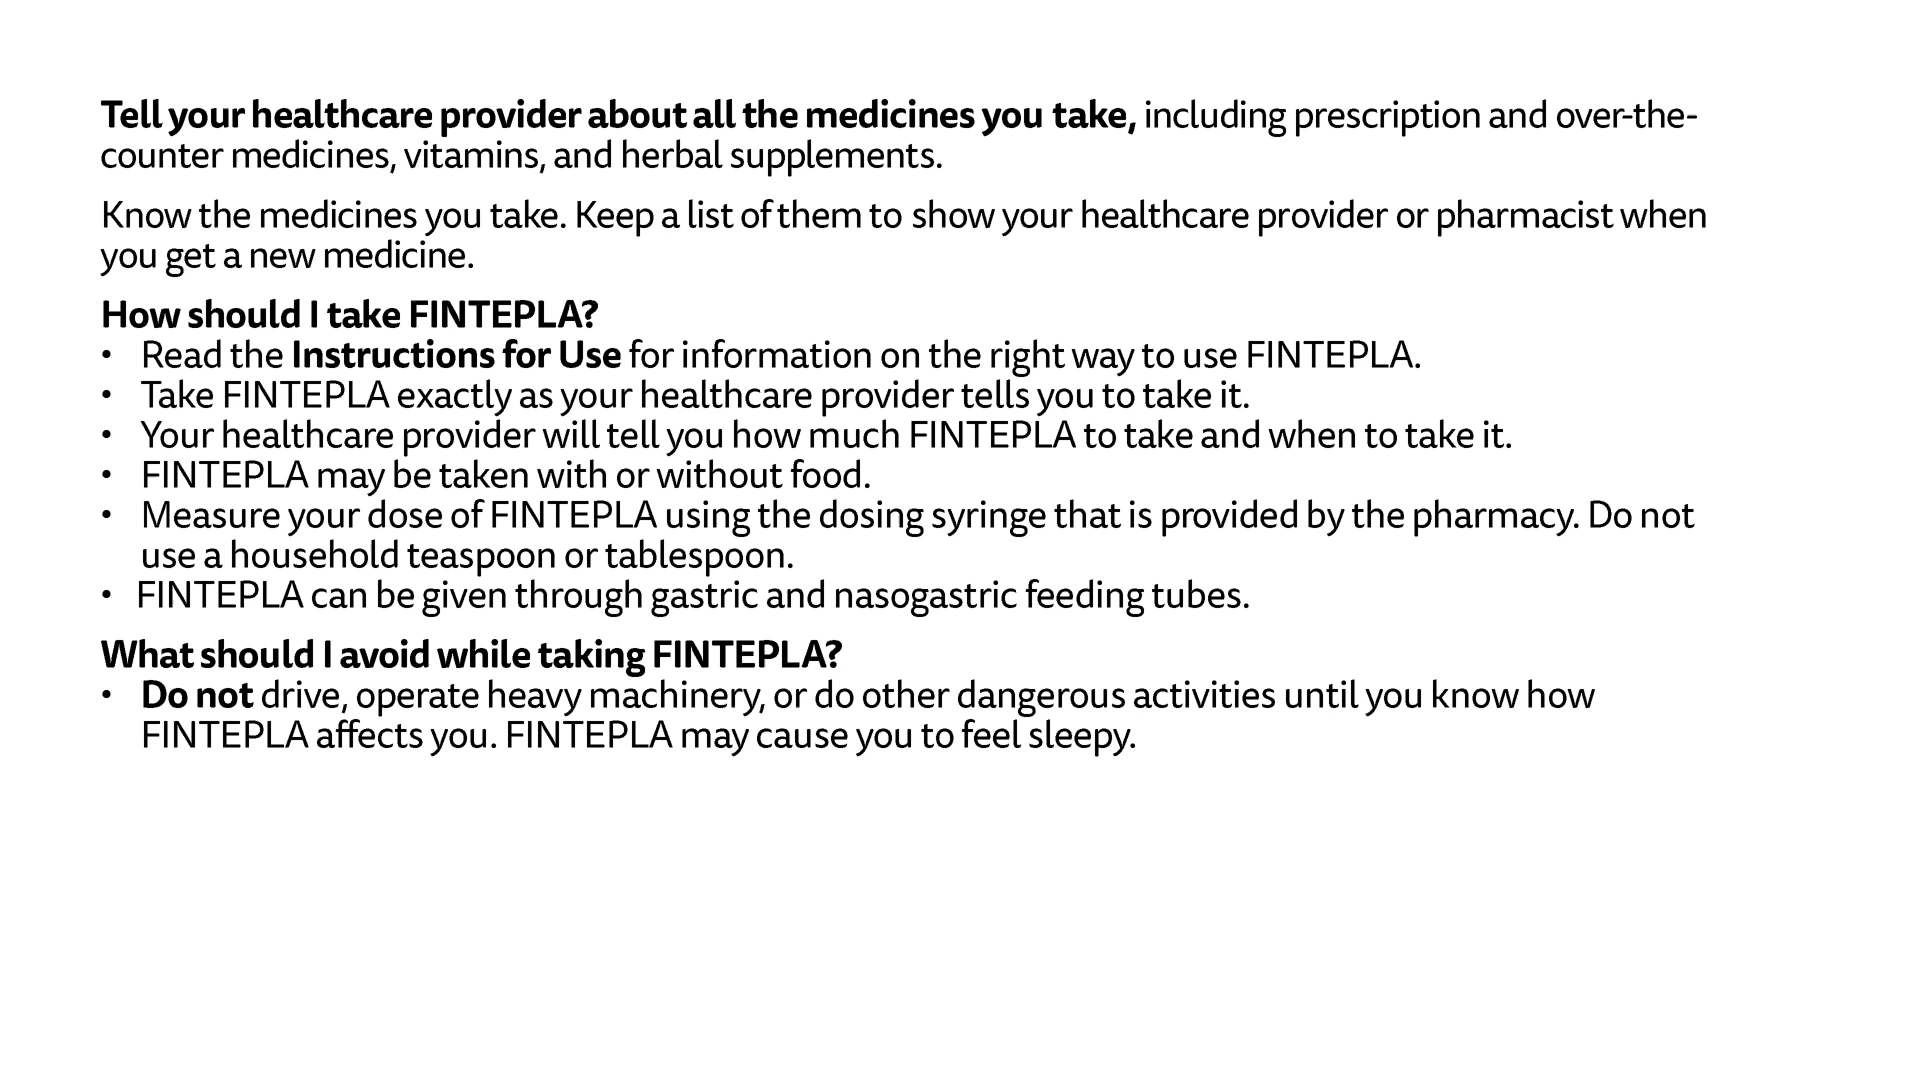 Tell your healthcare provider about all the medicines you take, including prescription and over-the-
counter medicines, vitamins, and herbal supplements.
Know the medicines you take. Keep a list of them to show your healthcare provider or pharmacist when
you get a new medicine.
How should I take FINTEPLA?
• Read the Instructions for Use for information on the right way to use FINTEPLA.
• Take FINTEPLA exactly as your healthcare provider tells you to take it.
• Your healthcare provider will tell you how much FINTEPLA to take and when to take it.
• FINTEPLA may be taken with or without food.
• Measure your dose of FINTEPLA using the dosing syringe that is provided by the pharmacy. Do not
use a household teaspoon or tablespoon.
• FINTEPLA can be given through gastric and nasogastric feeding tubes.
What should I avoid while taking FINTEPLA?
• Do not drive, operate heavy machinery, or do other dangerous activities until you know how
FINTEPLA affects you. FINTEPLA may cause you to feel sleepy.